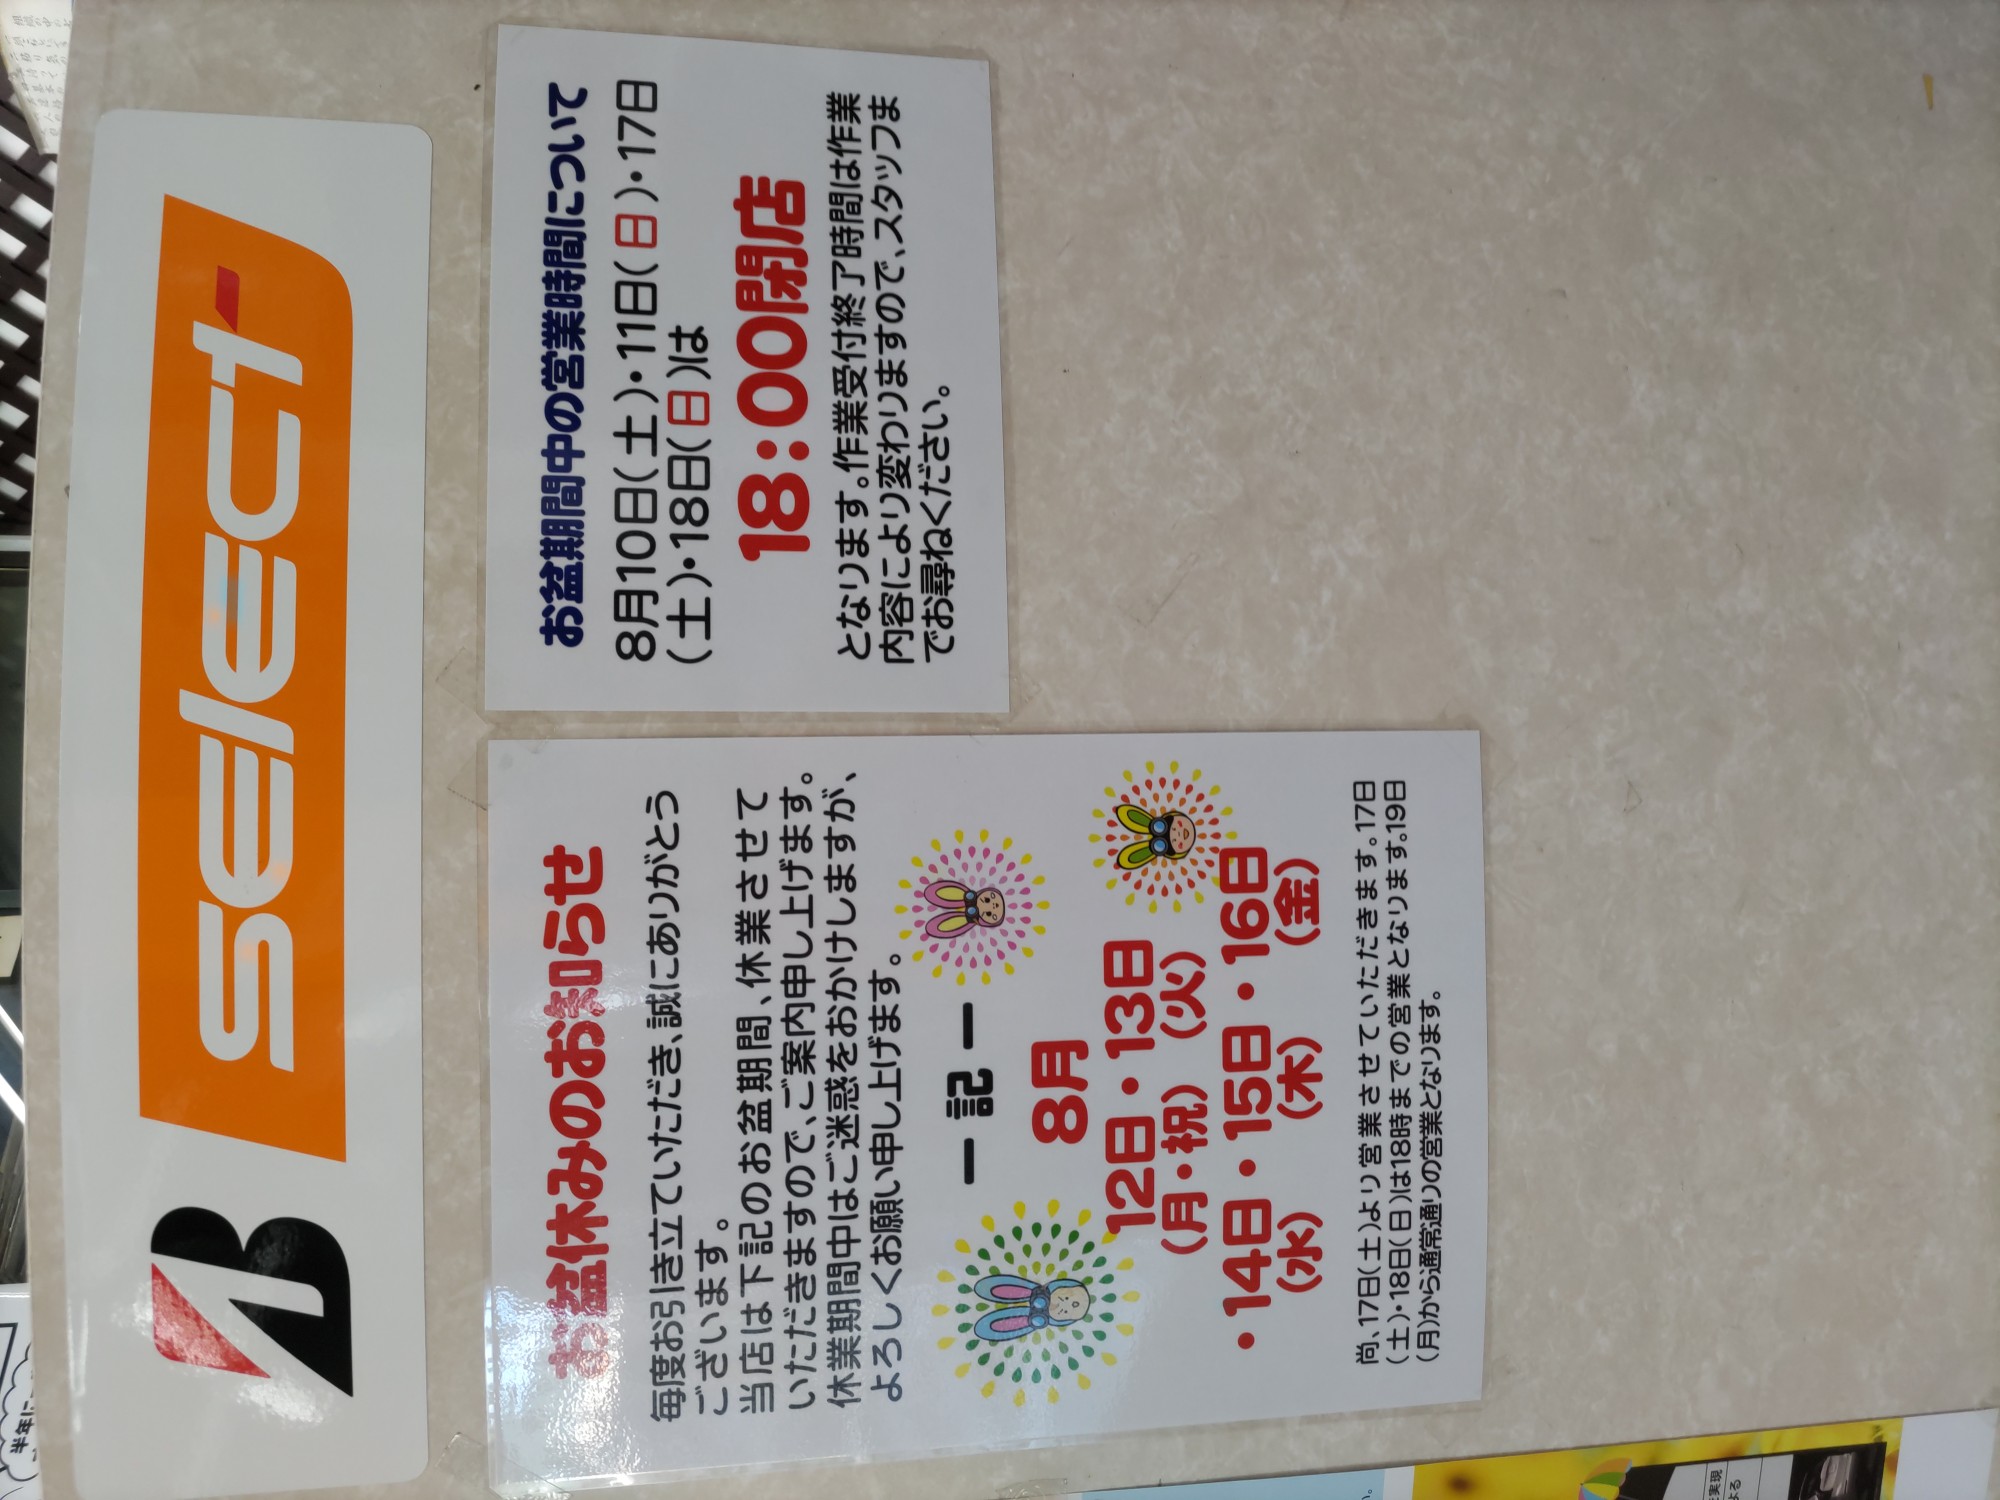 B select
お盆休みのお知らせ
毎度お引き立ていただき、誠にありがとう
ございます。
当店は下記のお盆期間、休業させて
いただきますので、ご案内申し上げます。
休業期間中はご迷惑をおかけしますが、
よろしくお願い申し上げます。
ー 記 ー
8月
12日・13日
(月・祝) (火)
・14日・15日・16日
(水) (木) (金)
尚、17日(土)より営業させていただきます。17日
(土)・18日(日)は18時までの営業となります。19日
(月)から通常通りの営業となります。
お盆期間中の営業時間について
8月10日(土)・11日(日)・17日
(土)・18日(日)は
18:00閉店
となります。作業受付終了時間は作業
内容により変わりますので、スタッフま
でお尋ねください。
半年に
実現
よる